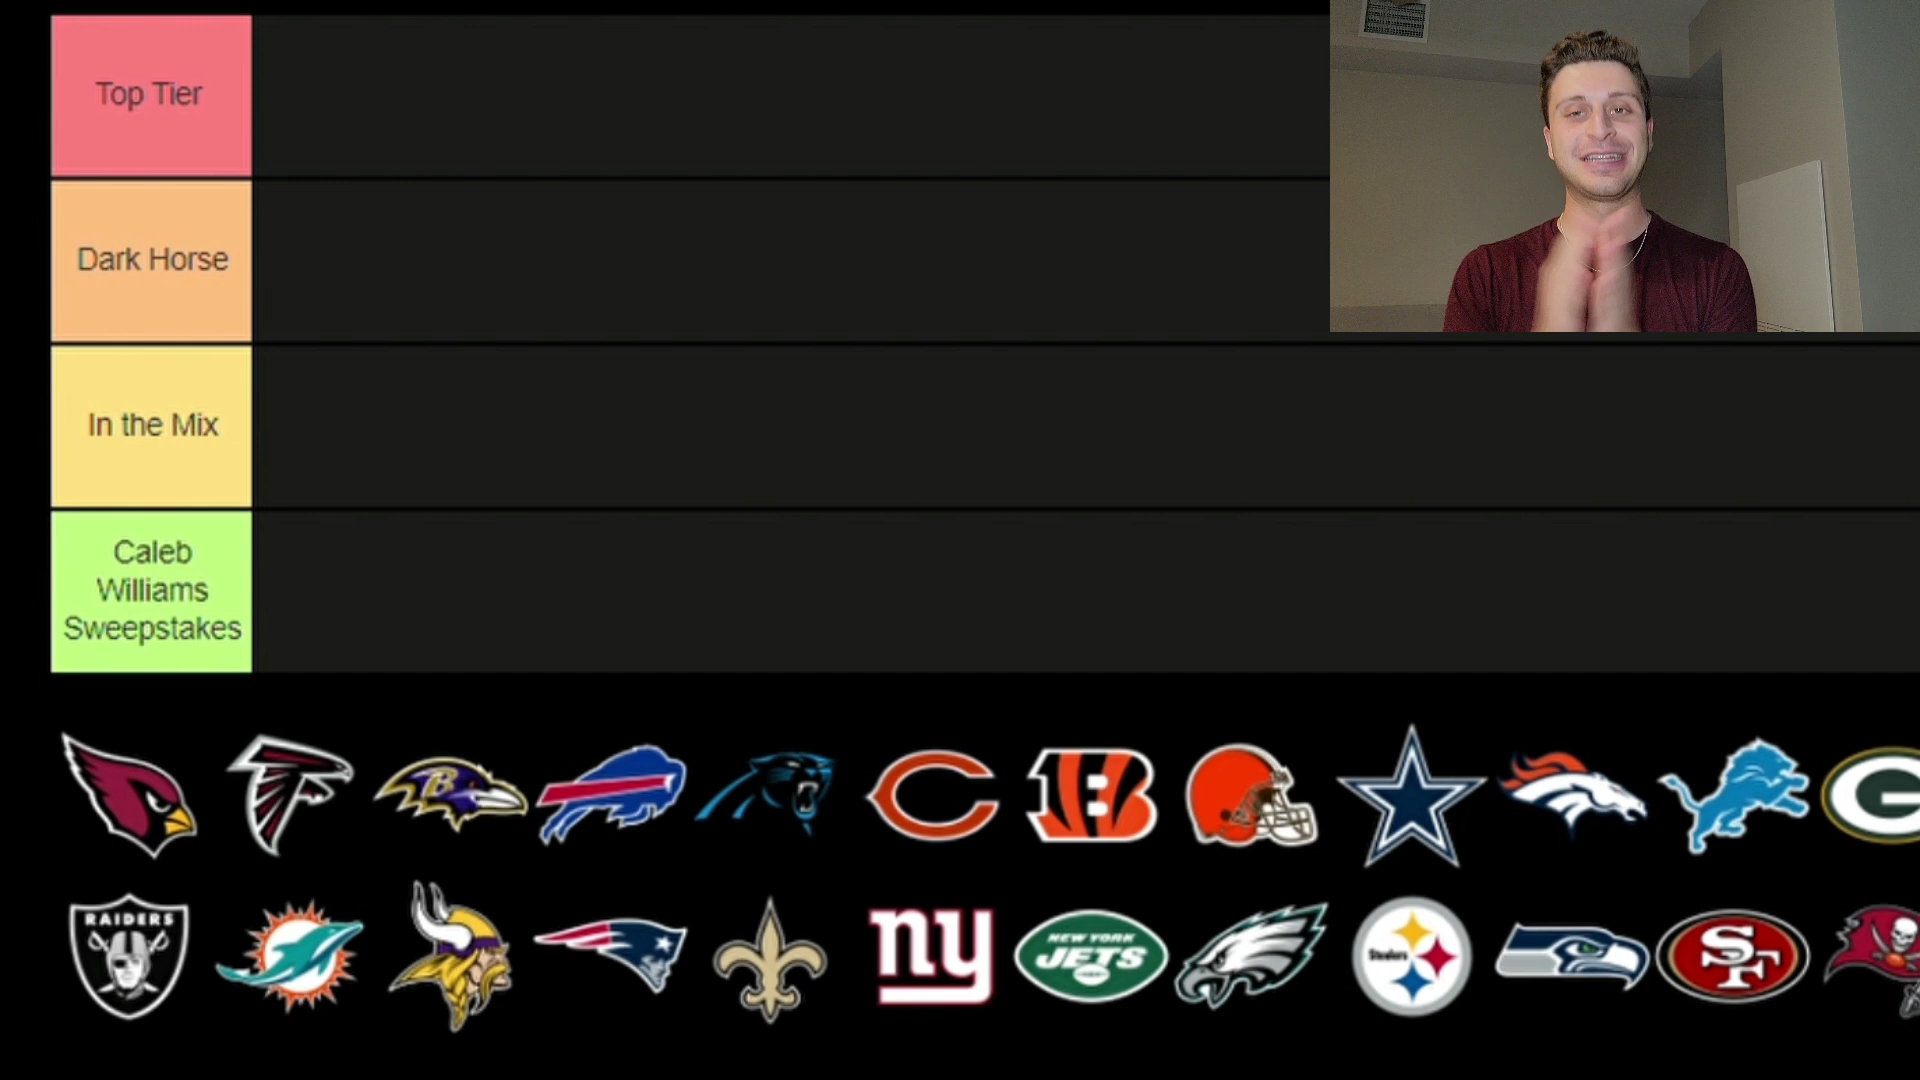 Top Tier
Dark Horse
In the Mix
Caleb
Williams
Sweepstakes
B
C
B
G
RAIDERS
ny
NEW YORK
JETS
Steelers
SF